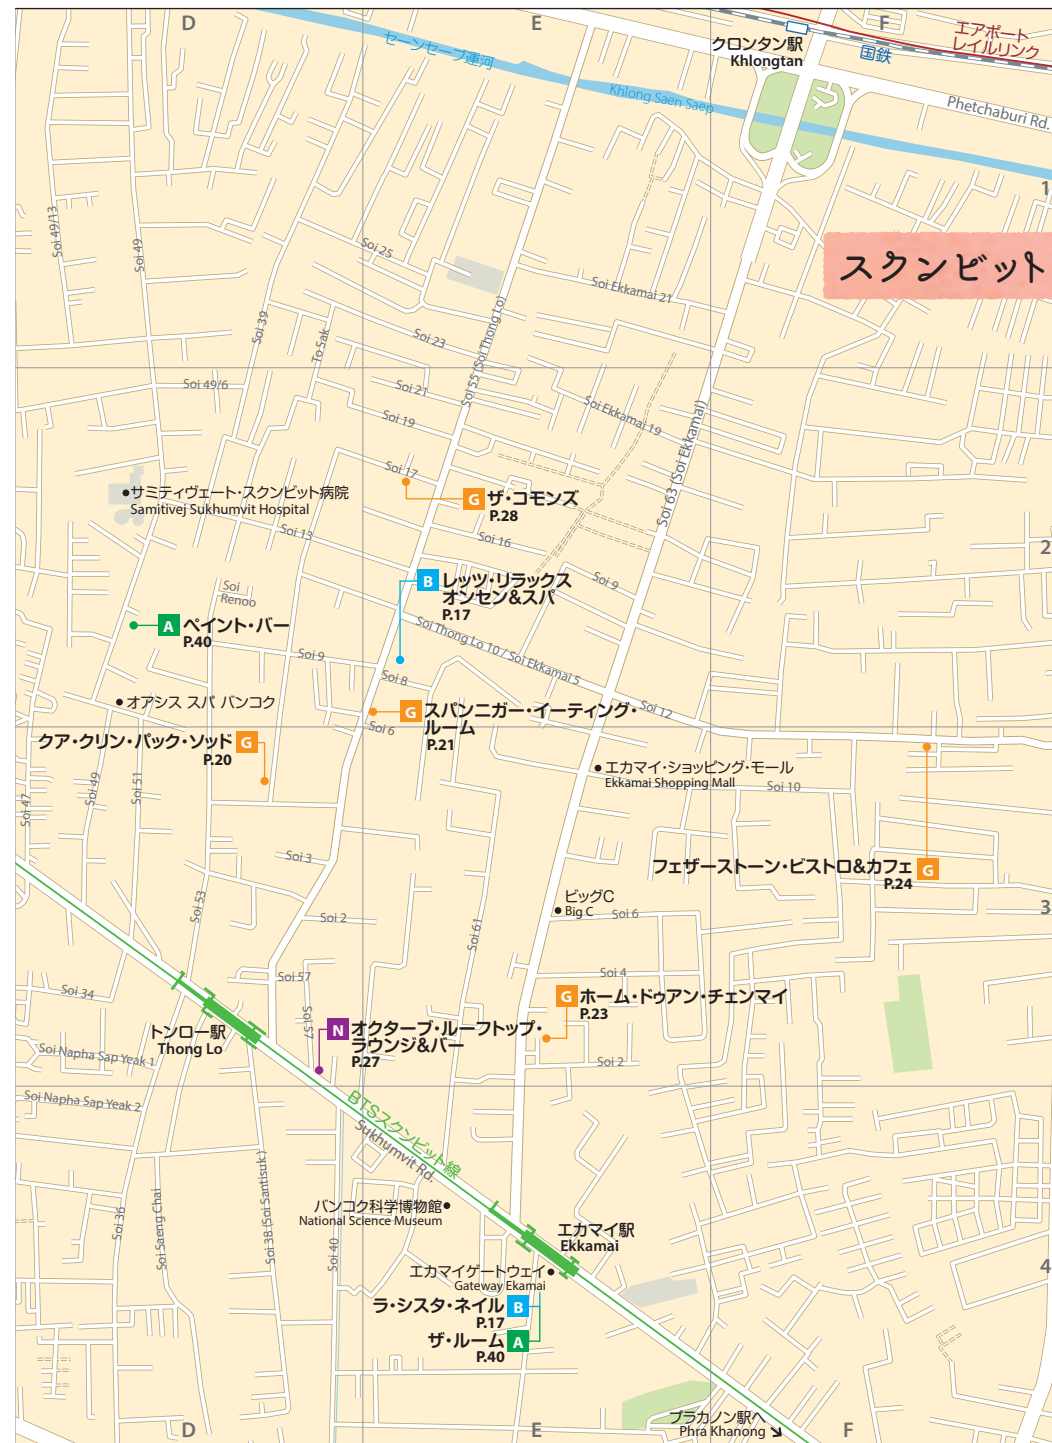 D
E
F
セーンセーブ運河
クロンタン駅
Khlongtan
国鉄
エアポート
レイルリンク
Khlong Saen Saep
Phetchaburi Rd.
1
Soi 49/13
Soi 49
Soi 25
スクンビット
Soi Ekkamai 21
Soi 39
To Sak
Soi 23
Soi 55 (Soi Thong Lo)
Soi 49/6
Soi 21
Soi 19
Soi Ekkamai 19
Soi 63 (Soi Ekkamai)
Soi 17
サミティヴェート・スクンビット病院
Samitivej Sukhumvit Hospital
G ザ・コモンズ
P.28
Soi 13
Soi 16
2
Soi 9
B レッツ・リラックス
オンセン&スパ
P.17
Soi
Renoo
A ペイント・バー
P.40
Soi Thong Lo 10 / Soi Ekkamai 5
Soi 9
Soi 8
オアシス スパ バンコク
G スパンニガー・イーティング・
ルーム
P.21
Soi 12
Soi 6
クア・クリン・パック・ソッド G
P.20
エカマイ・ショッピング・モール
Ekkamai Shopping Mall
Soi 10
Soi 47
Soi 49
Soi 51
Soi 3
フェザーストーン・ビストロ&カフェ G
P.24
Soi 53
ビッグC
Big C
Soi 6
3
Soi 2
Soi 61
Soi 57
Soi 4
Soi 34
G ホーム・ドゥアン・チェンマイ
P.23
Soi 57
トンロー駅
Thong Lo
N オクターブ・ルーフトップ・
ラウンジ&バー
P.27
Soi Napha Sap Yeak 1
Soi 2
Soi Napha Sap Yeak 2
BTSスクンビット線
Sukhumvit Rd.
バンコク科学博物館
National Science Museum
Soi 36
Soi Saeng Chai
Soi 38 (Soi Santisuk)
Soi 40
エカマイ駅
Ekkamai
エカマイゲートウェイ
Gateway Ekamai
4
ラ・シスタ・ネイル B
P.17
ザ・ルーム A
P.40
プラカノン駅へ
Phra Khanong
D
E
F